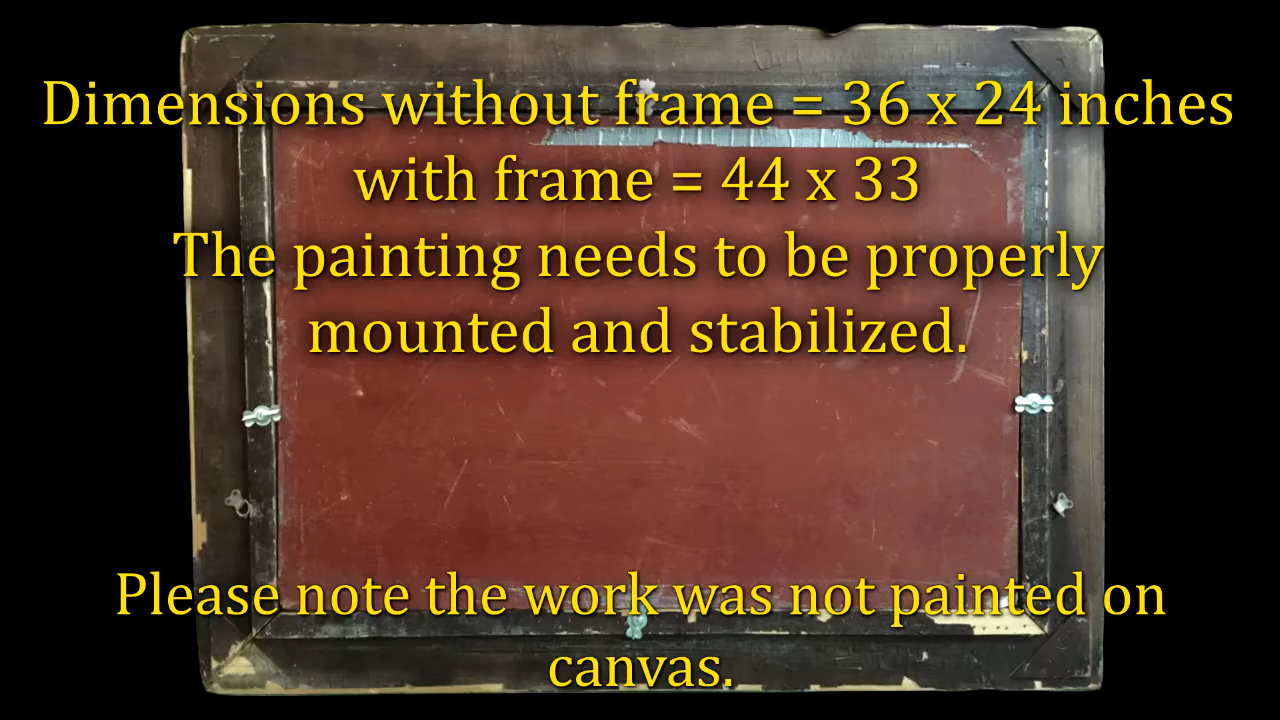 Dimensions without frame = 36 x 24 inches
with frame = 44 x 33
The painting needs to be properly
mounted and stabilized.
Please note the work was not painted on
canvas.